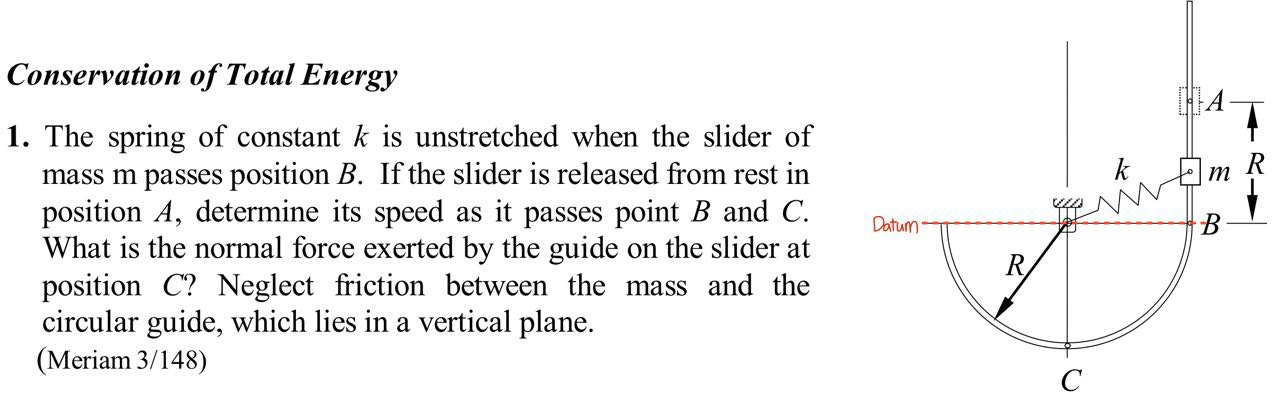 Conservation of Total Energy
1. The spring of constant k is unstretched when the slider of
mass m passes position B. If the slider is released from rest in
position A, determine its speed as it passes point B and C.
What is the normal force exerted by the guide on the slider at
position C? Neglect friction between the mass and the
circular guide, which lies in a vertical plane.
(Meriam 3/148)
A
k
m
R
Datum
B
R
C